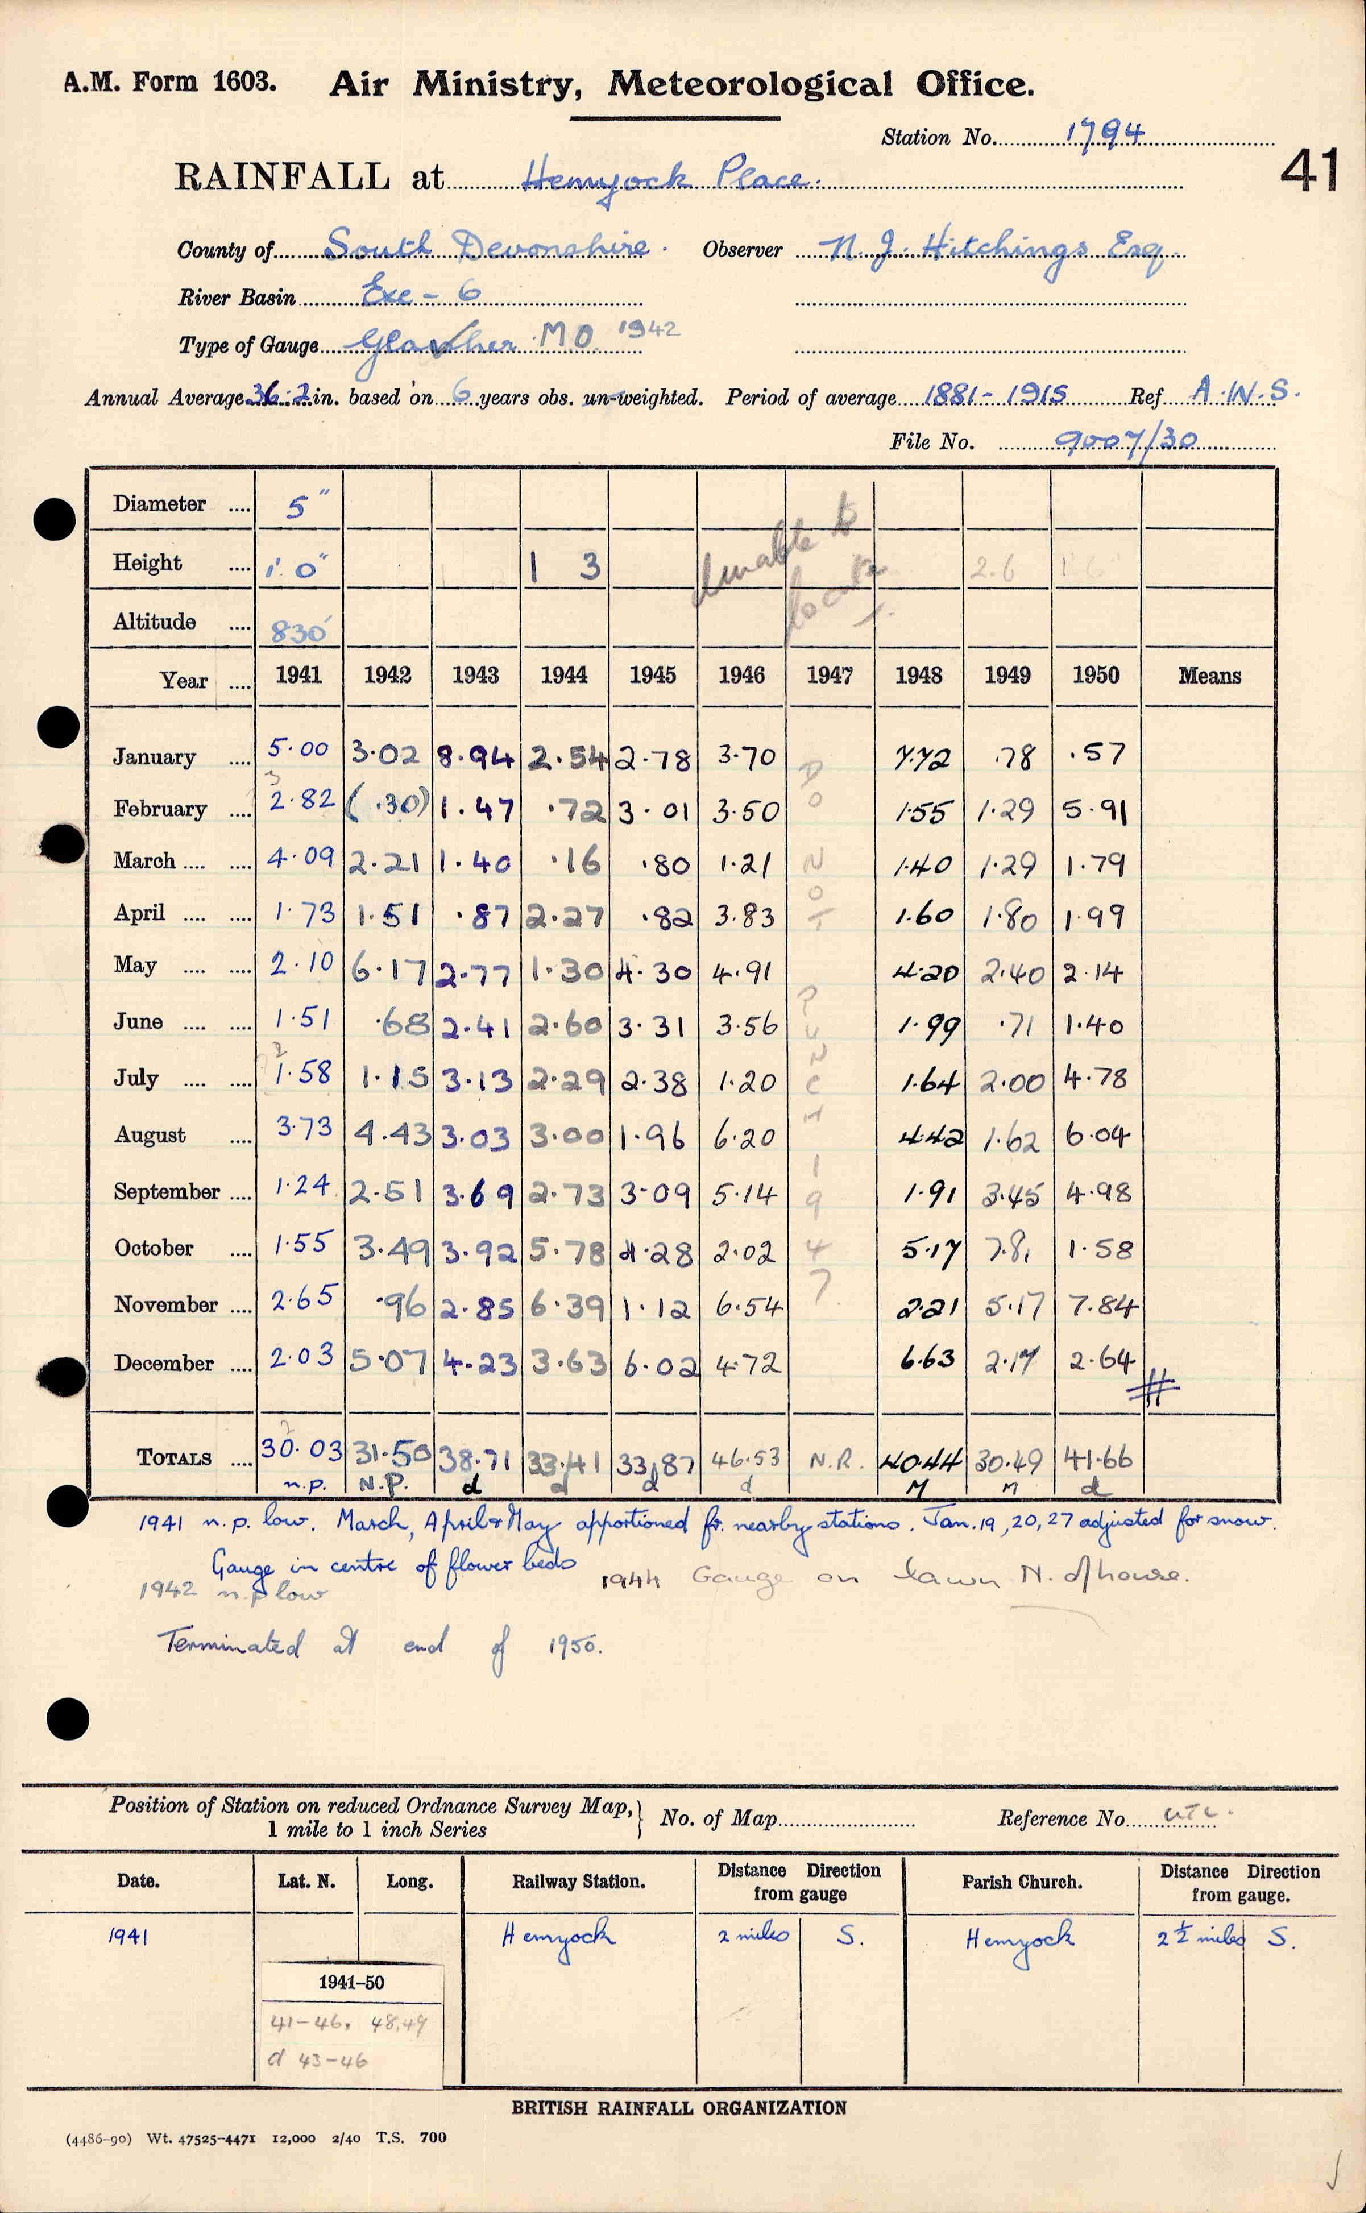 A.M. Form 1603. Air Ministry, Meteorological Office.
Station No. 1794
41
RAINFALL at Hemyock Place.
County of South Devonshire. Observer N. J. Hitchings Esq.
River Basin Exe - 6
Type of Gauge Glaisher M.O. 1942
Annual Average 36.2 in. based on 6 years obs. un-weighted. Period of average 1881-1915 Ref A.W.S.
File No. 9007/30
Diameter .... 5"
Height .... 1' 0" 1 3 2.6 1 6
Altitude .... 830'
Unable to locate
Year .... 1941 1942 1943 1944 1945 1946 1947 1948 1949 1950 Means
January .... 5.00 3.02 8.94 2.54 2.78 3.70 7.72 .78 .57
3
February .... 2.82 (.30) 1.47 .72 3.01 3.50 1.55 1.29 5.91
March .... .... 4.09 2.21 1.40 .16 .80 1.21 1.40 1.29 1.79
April .... .... 1.73 1.51 .87 2.27 .82 3.83 1.60 1.80 1.99
May .... .... 2.10 6.17 2.77 1.30 4.30 4.91 4.20 2.40 2.14
June .... .... 1.51 .68 2.41 2.60 3.31 3.56 1.99 .71 1.40
2
July .... .... 1.58 1.15 3.13 2.29 2.38 1.20 1.64 2.00 4.78
August .... 3.73 4.43 3.03 3.00 1.96 6.20 4.42 1.62 6.04
September .... 1.24 2.51 3.69 2.73 3.09 5.14 1.91 3.45 4.98
October .... 1.55 3.49 3.92 5.78 4.28 2.02 5.17 7.81 1.58
November .... 2.65 .96 2.85 6.39 1.12 6.54 2.21 5.17 7.84
December .... 2.03 5.07 4.23 3.63 6.02 4.72 6.63 2.17 2.64
DO NOT PUNCH 1947
#
2
TOTALS .... 30.03 31.50 38.71 33.41 33.87 46.53 N.R. 40.44 30.49 41.66
n.p. N.P. d d d d M M d
1941 n.p. low. March, April & May apportioned fr. nearby stations. Jan. 19, 20, 27 adjusted for snow.
Gauge in centre of flower beds
1942 n.p low 1944 Gauge on lawn N. of house.
Terminated at end of 1950.
Position of Station on reduced Ordnance Survey Map, 1 mile to 1 inch Series } No. of Map Reference No.
Date. Lat. N. Long. Railway Station. Distance Direction from gauge Parish Church. Distance Direction from gauge.
1941 Hemyock 2 miles S. Hemyock 2 1/2 miles S.
1941-50
41-46, 48,49
d 43-46
BRITISH RAINFALL ORGANIZATION
(4486-90) Wt. 47525-4471 12,000 2/40 T.S. 700